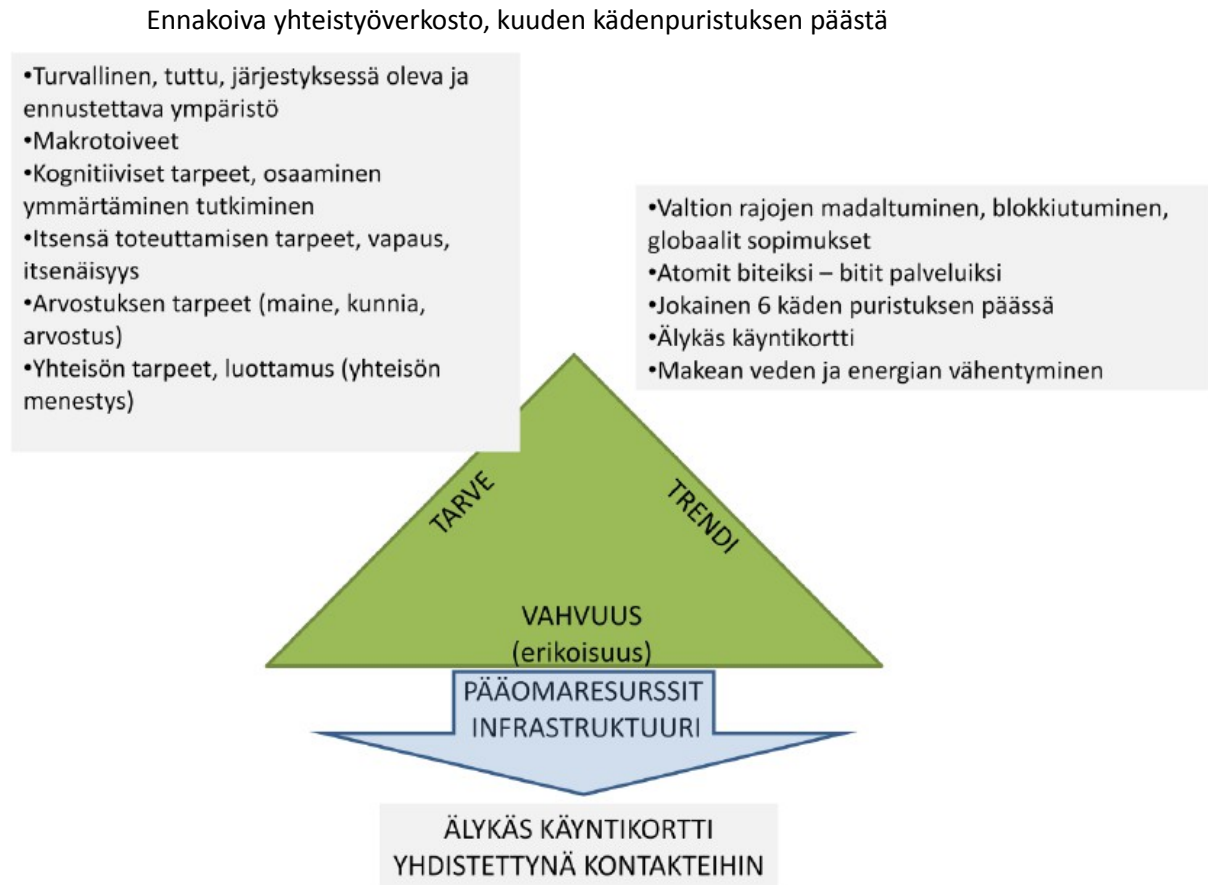 Ennakoiva yhteistyöverkosto, kuuden kädenpuristuksen päästä
•Turvallinen, tuttu, järjestyksessä oleva ja
ennustettava ympäristö
•Makrotoiveet
•Kognitiiviset tarpeet, osaaminen
ymmärtäminen tutkiminen
•Itsensä toteuttamisen tarpeet, vapaus,
itsenäisyys
•Arvostuksen tarpeet (maine, kunnia,
arvostus)
•Yhteisön tarpeet, luottamus (yhteisön
menestys)
•Valtion rajojen madaltuminen, blokkiutuminen,
globaalit sopimukset
•Atomit biteiksi – bitit palveluiksi
•Jokainen 6 käden puristuksen päässä
•Älykäs käyntikortti
•Makean veden ja energian vähentyminen
TARVE
TRENDI
VAHVUUS
(erikoisuus)
PÄÄOMARESURSSIT
INFRASTRUKTUURI
ÄLYKÄS KÄYNTIKORTTI
YHDISTETTYNÄ KONTAKTEIHIN